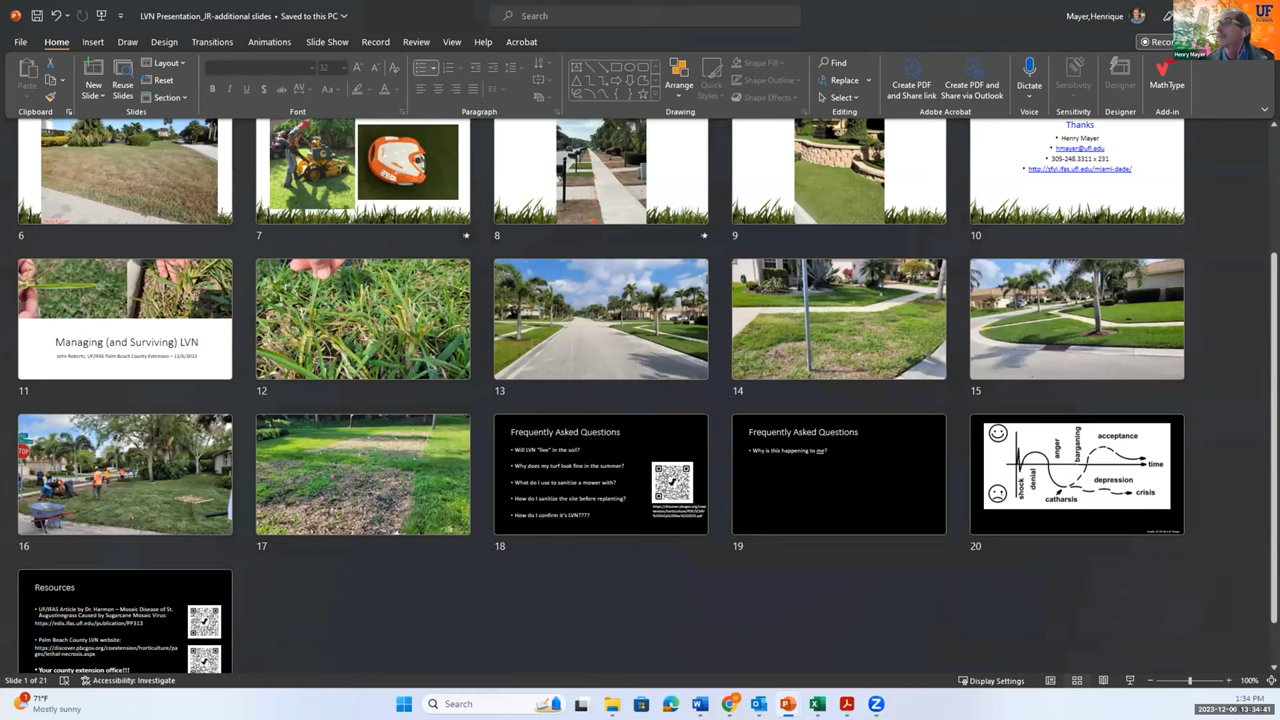 LVN Presentation_JR-additional slides • Saved to this PC
Search
Mayer,Henrique
UF
Henry Mayer
File Home Insert Draw Design Transitions Animations Slide Show Record Review View Help Acrobat
Paste
New Slide
Reuse Slides
Layout
Reset
Section
32
Arrange
Quick Styles
Shape Fill
Shape Outline
Shape Effects
Find
Replace
Select
Create PDF and Share link
Create PDF and Share via Outlook
Dictate
Sensitivity
Designer
MathType
Clipboard Slides Font Paragraph Drawing Editing Adobe Acrobat Voice Sensitivity Designer Add-in
Thanks
• Henry Mayer
• hmayer@ufl.edu
• 305-248.3311 x 231
• http://sfyl.ifas.ufl.edu/miami-dade/
6 7 8 9 10
Managing (and Surviving) LVN
John Roberts, UF/IFAS Palm Beach County Extension – 12/6/2023
11 12 13 14 15
STOP
Frequently Asked Questions
• Will LVN "live" in the soil?
• Why does my turf look fine in the summer?
• What do I use to sanitize a mower with?
• How do I sanitize the site before replanting?
• How do I confirm it's LVN????
Frequently Asked Questions
• Why is this happening to me?
shock
denial
anger
catharsis
barganing
acceptance
time
depression
crisis
16 17 18 19 20
Resources
• UF/IFAS Article by Dr. Harmon – Mosaic Disease of St. Augustinegrass Caused by Sugarcane Mosaic Virus:
https://edis.ifas.ufl.edu/publication/PP313
• Palm Beach County LVN website:
https://discover.pbcgov.org/coextension/horticulture/pages/lethal-necrosis.aspx
• Your county extension office!!!
Slide 1 of 21
Accessibility: Investigate
Display Settings
100%
71°F
Mostly sunny
Search
1:34 PM
2023-12-06 13:34:41